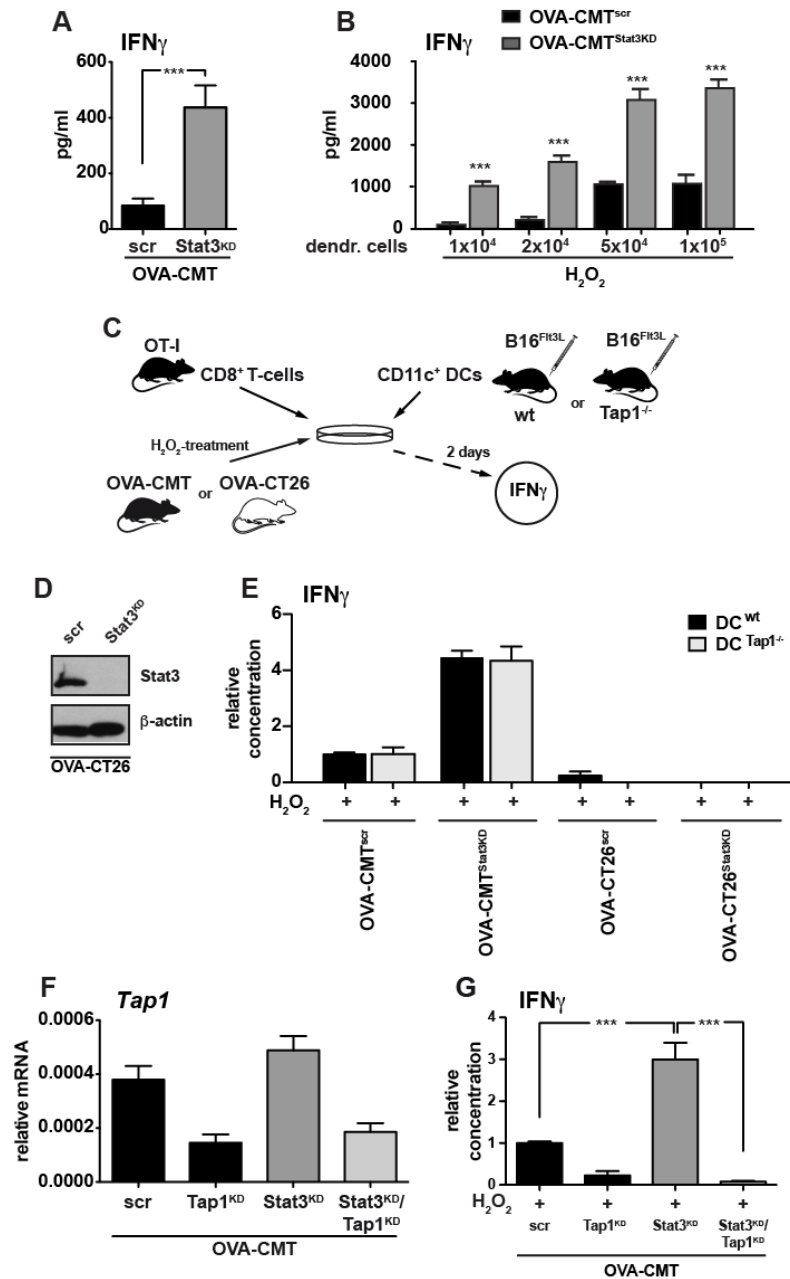 A
IFNγ
***
600
400
200
0
pg/ml
scr Stat3ᴷᴰ
OVA-CMT
B
IFNγ
OVA-CMTˢᶜʳ
OVA-CMTˢᵗᵃᵗ³ᴷᴰ
4000
3000
2000
1000
0
pg/ml
***
***
***
***
dendr. cells 1x10⁴ 2x10⁴ 5x10⁴ 1x10⁵
H₂O₂
C
OT-I
CD8⁺ T-cells
CD11c⁺ DCs
B16ᶠˡᵗ³ᴸ B16ᶠˡᵗ³ᴸ
wt or Tap1⁻/⁻
H₂O₂-treatment
2 days
OVA-CMT or OVA-CT26
IFNγ
D
scr Stat3ᴷᴰ
Stat3
β-actin
OVA-CT26
E
IFNγ
DC ʷᵗ
DC ᵀᵃᵖ¹⁻/⁻
6
4
2
0
relative
concentration
H₂O₂ + + + + + + + +
OVA-CMTˢᶜʳ
OVA-CMTˢᵗᵃᵗ³ᴷᴰ
OVA-CT26ˢᶜʳ
OVA-CT26ˢᵗᵃᵗ³ᴷᴰ
F
Tap1
0.0006
0.0004
0.0002
0.0000
relative mRNA
scr Tap1ᴷᴰ Stat3ᴷᴰ Stat3ᴷᴰ/
Tap1ᴷᴰ
OVA-CMT
G
IFNγ
*** ***
4
3
2
1
0
relative
concentration
H₂O₂ + + + +
scr Tap1ᴷᴰ Stat3ᴷᴰ Stat3ᴷᴰ/
Tap1ᴷᴰ
OVA-CMT